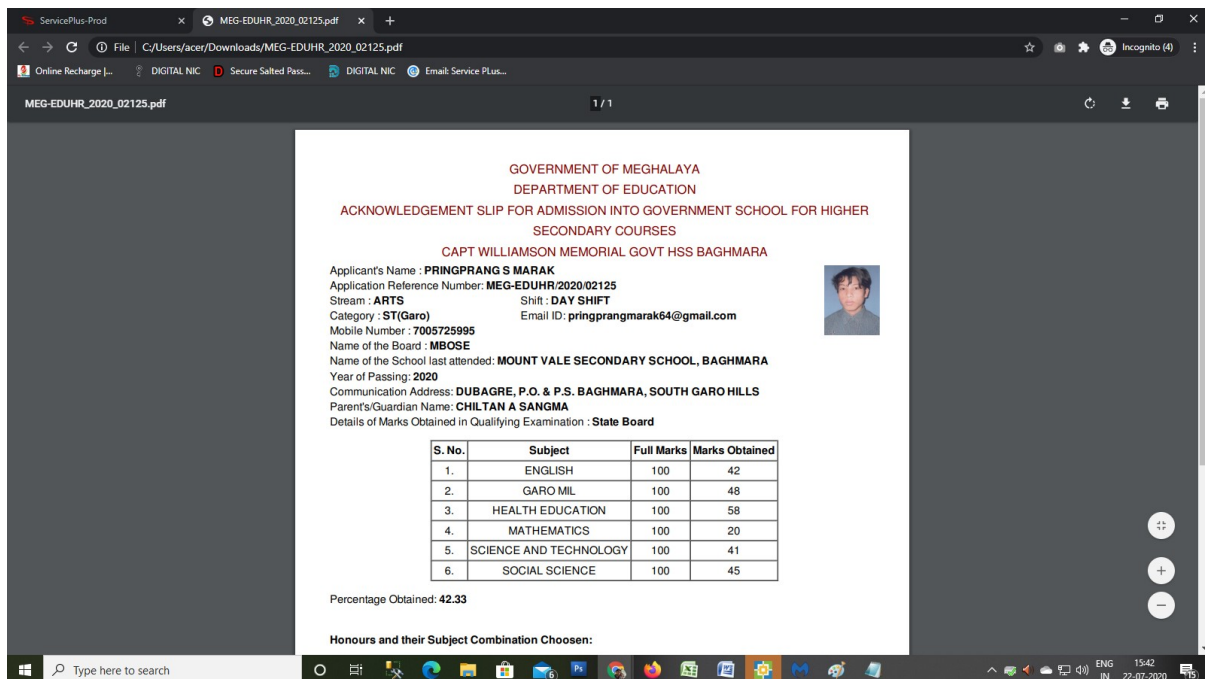 ServicePlus-Prod
MEG-EDUHR_2020_02125.pdf
File C:/Users/acer/Downloads/MEG-EDUHR_2020_02125.pdf
Incognito (4)
Online Recharge |...
DIGITAL NIC
Secure Salted Pass...
DIGITAL NIC
Email: Service PLus...
MEG-EDUHR_2020_02125.pdf
1 / 1
GOVERNMENT OF MEGHALAYA
DEPARTMENT OF EDUCATION
ACKNOWLEDGEMENT SLIP FOR ADMISSION INTO GOVERNMENT SCHOOL FOR HIGHER
SECONDARY COURSES
CAPT WILLIAMSON MEMORIAL GOVT HSS BAGHMARA
Applicant's Name : PRINGPRANG S MARAK
Application Reference Number: MEG-EDUHR/2020/02125
Stream : ARTS Shift : DAY SHIFT
Category : ST(Garo) Email ID: pringprangmarak64@gmail.com
Mobile Number : 7005725995
Name of the Board : MBOSE
Name of the School last attended: MOUNT VALE SECONDARY SCHOOL, BAGHMARA
Year of Passing: 2020
Communication Address: DUBAGRE, P.O. & P.S. BAGHMARA, SOUTH GARO HILLS
Parent's/Guardian Name: CHILTAN A SANGMA
Details of Marks Obtained in Qualifying Examination : State Board
S. No. Subject Full Marks Marks Obtained
1. ENGLISH 100 42
2. GARO MIL 100 48
3. HEALTH EDUCATION 100 58
4. MATHEMATICS 100 20
5. SCIENCE AND TECHNOLOGY 100 41
6. SOCIAL SCIENCE 100 45
Percentage Obtained: 42.33
Honours and their Subject Combination Choosen:
Type here to search
ENG
IN
15:42
22-07-2020